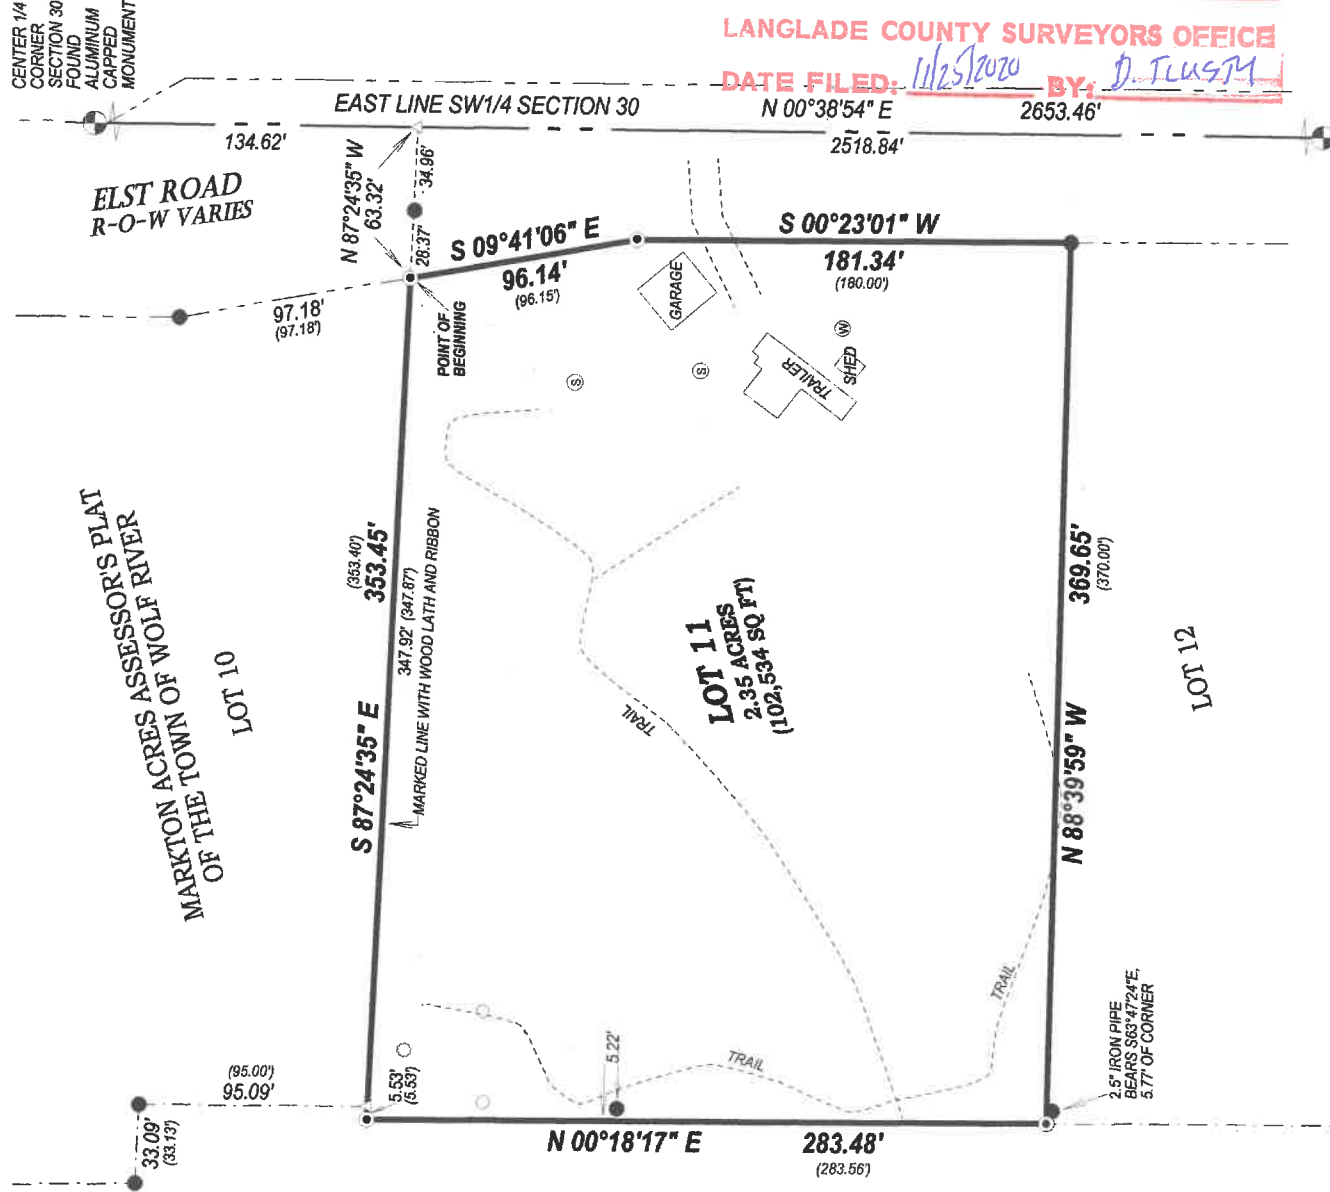 CENTER 1/4
CORNER
SECTION 30
FOUND
ALUMINUM
CAPPED
MONUMENT
LANGLADE COUNTY SURVEYORS OFFICE
DATE FILED: 11/25/2020 BY: D. TLUSTY
EAST LINE SW1/4 SECTION 30
N 00°38'54" E
2653.46'
134.62'
2518.84'
ELST ROAD
R-O-W VARIES
N 87°24'35" W
63.32'
34.96'
28.37'
S 09°41'06" E
96.14'
(96.15')
S 00°23'01" W
181.34'
(180.00')
97.18'
(97.18')
POINT OF
BEGINNING
GARAGE
W
SHED
TRAILER
S
S
MARKTON ACRES ASSESSOR'S PLAT
OF THE TOWN OF WOLF RIVER
LOT 10
(353.40')
353.45'
S 87°24'35" E
347.92' (347.87')
MARKED LINE WITH WOOD LATH AND RIBBON
LOT 11
2.35 ACRES
(102,534 SQ FT)
TRAIL
369.65'
(370.00')
N 88°39'59" W
LOT 12
TRAIL
TRAIL
2.5" IRON PIPE
BEARS S63°47'24"E,
5.77' OF CORNER
(95.00')
95.09'
33.09'
(33.13')
5.53'
(5.53')
5.22'
N 00°18'17" E
283.48'
(283.56')